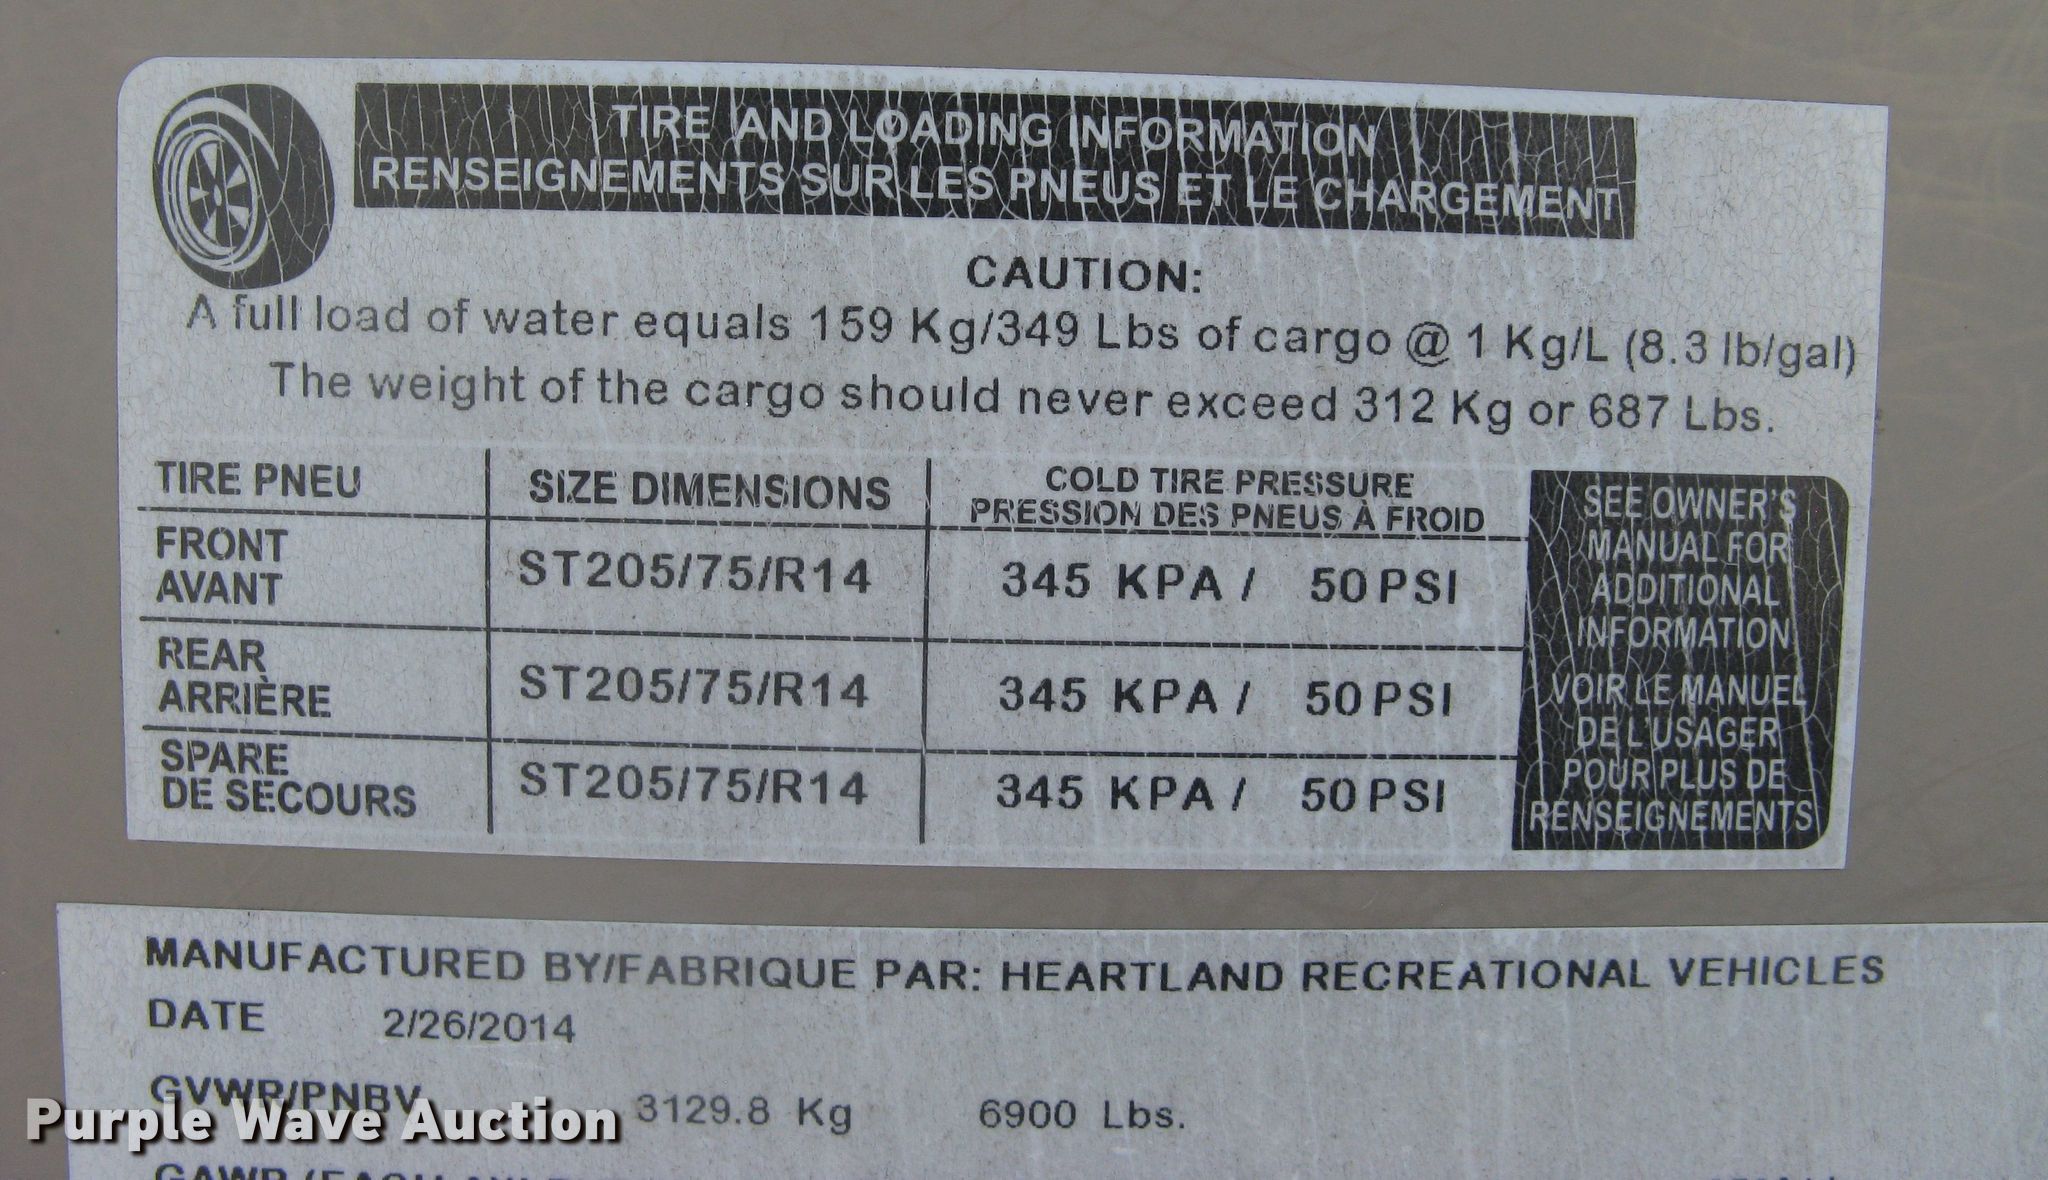 TIRE AND LOADING INFORMATION
RENSEIGNEMENTS SUR LES PNEUS ET LE CHARGEMENT
CAUTION:
A full load of water equals 159 Kg/349 Lbs of cargo @ 1 Kg/L (8.3 lb/gal)
The weight of the cargo should never exceed 312 Kg or 687 Lbs.
TIRE PNEU
SIZE DIMENSIONS
COLD TIRE PRESSURE
PRESSION DES PNEUS À FROID
FRONT
AVANT
ST205/75/R14
345 KPA / 50 PSI
REAR
ARRIÈRE
ST205/75/R14
345 KPA / 50 PSI
SPARE
DE SECOURS
ST205/75/R14
345 KPA / 50 PSI
SEE OWNER'S
MANUAL FOR
ADDITIONAL
INFORMATION
VOIR LE MANUEL
DE L'USAGER
POUR PLUS DE
RENSEIGNEMENTS
MANUFACTURED BY/FABRIQUE PAR: HEARTLAND RECREATIONAL VEHICLES
DATE 2/26/2014
GVWR/PNBV 3129.8 Kg 6900 Lbs.
Purple Wave Auction
GAWR (EACH